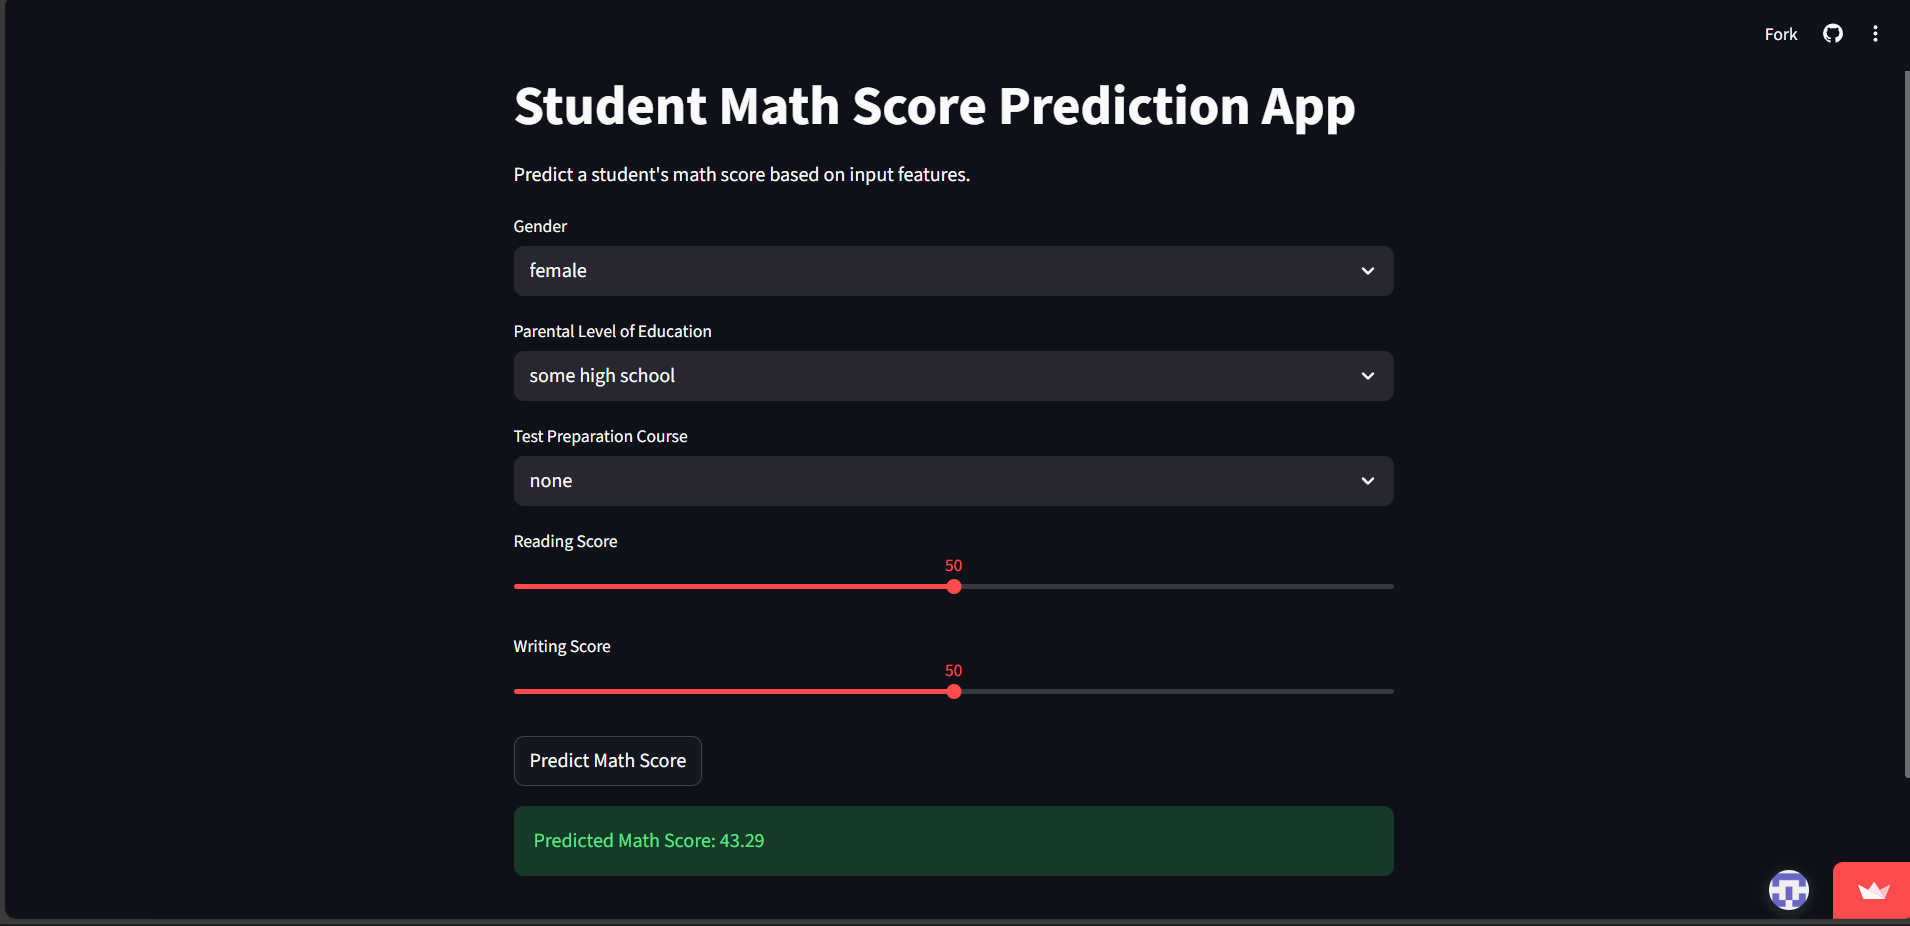 Fork
Student Math Score Prediction App
Predict a student's math score based on input features.
Gender
female
Parental Level of Education
some high school
Test Preparation Course
none
Reading Score
50
Writing Score
50
Predict Math Score
Predicted Math Score: 43.29